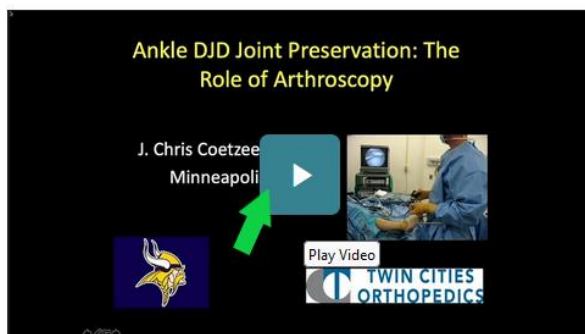 Ankle DJD Joint Preservation: The
Role of Arthroscopy
J. Chris Coetzee
Minneapoli
Play Video
TWIN CITIES
ORTHOPEDICS